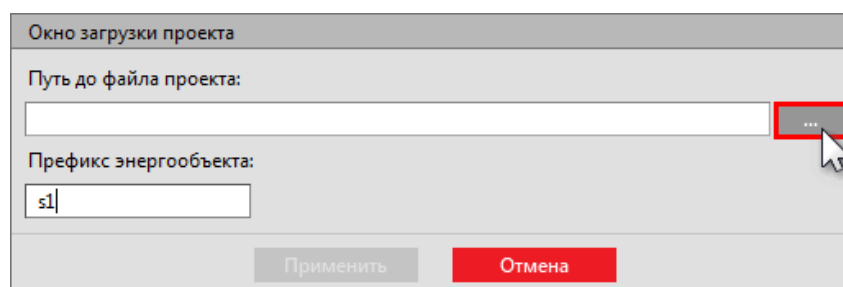 Окно загрузки проекта
Путь до файла проекта:
...
Префикс энергообъекта:
s1
Применить Отмена